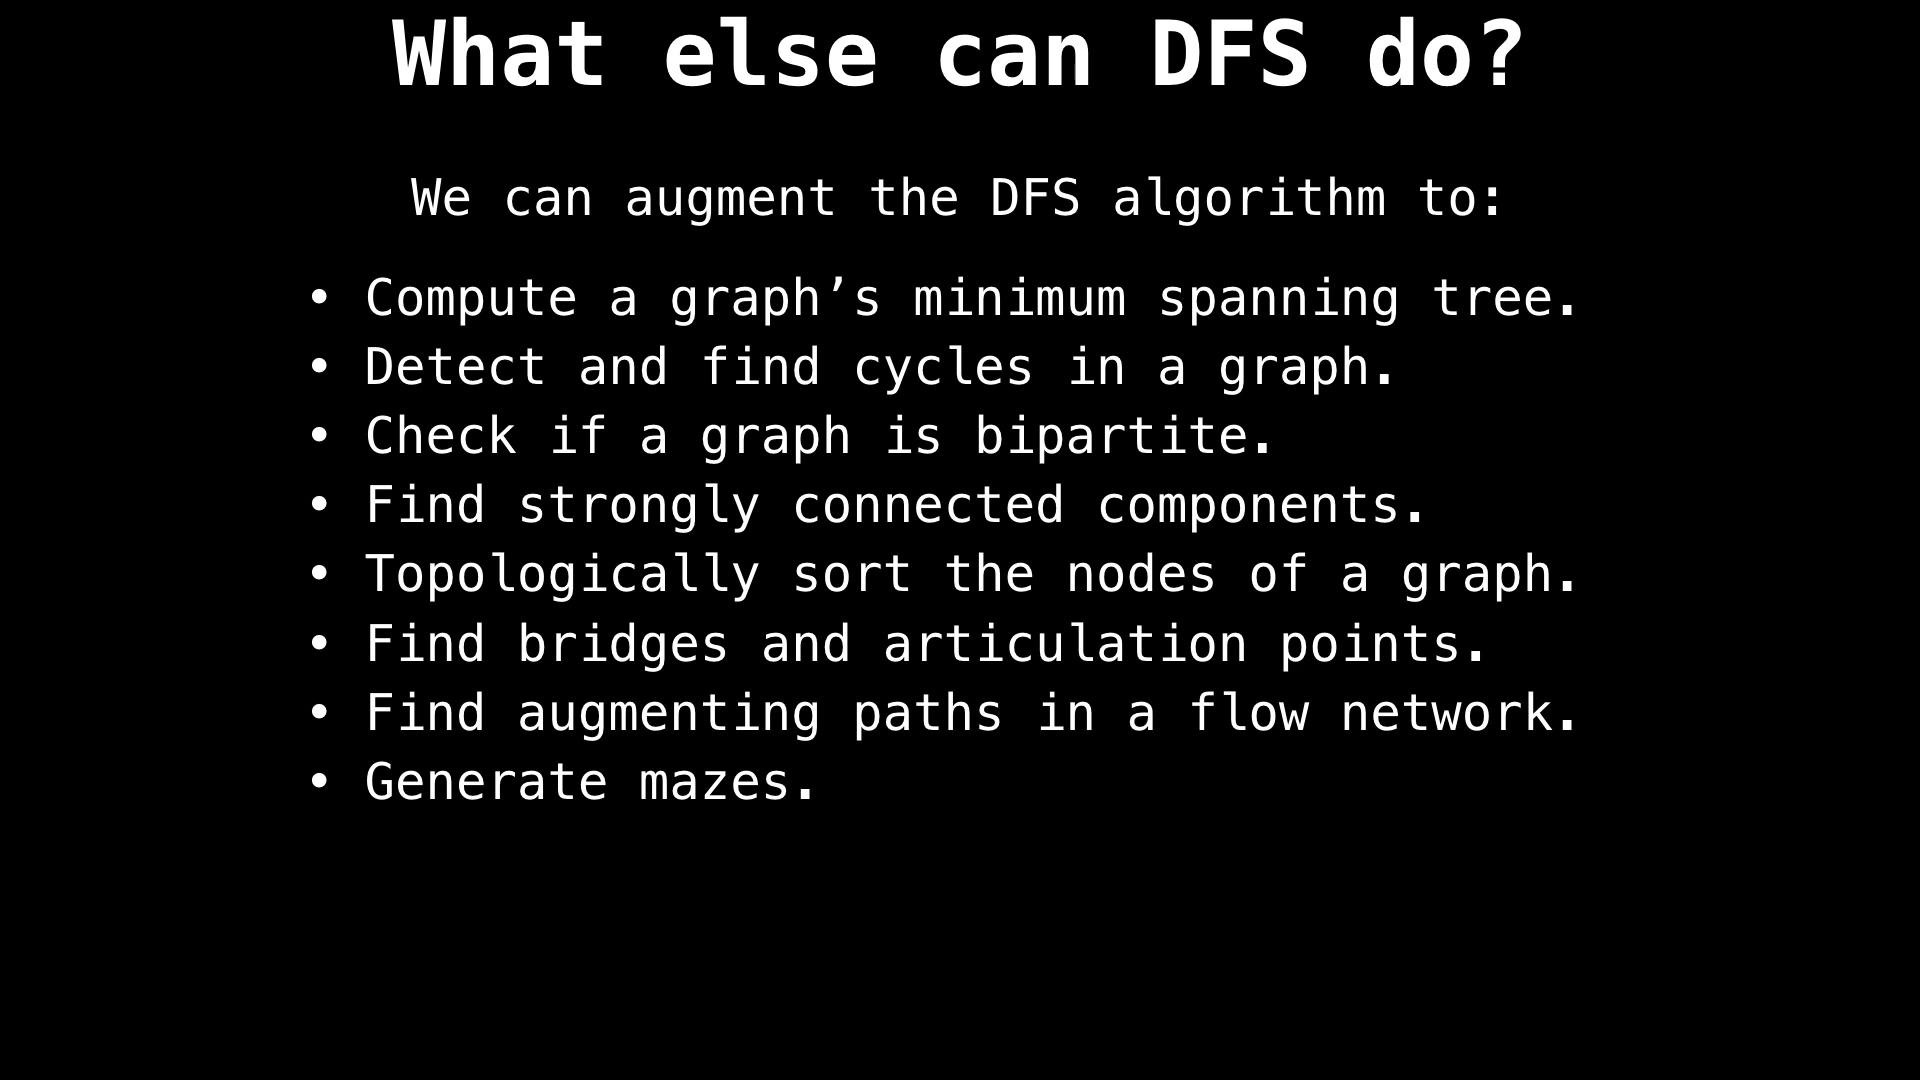 What else can DFS do?
We can augment the DFS algorithm to:
• Compute a graph’s minimum spanning tree.
• Detect and find cycles in a graph.
• Check if a graph is bipartite.
• Find strongly connected components.
• Topologically sort the nodes of a graph.
• Find bridges and articulation points.
• Find augmenting paths in a flow network.
• Generate mazes.